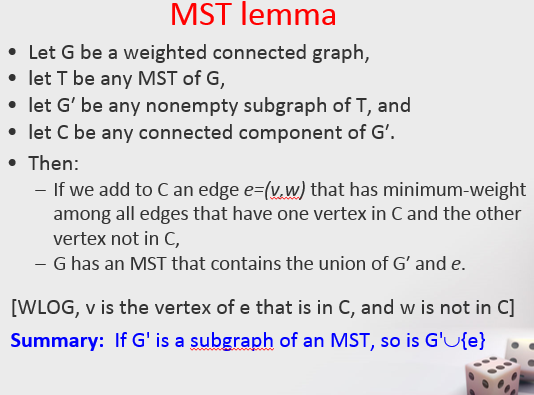 MST lemma
• Let G be a weighted connected graph,
• let T be any MST of G,
• let G′ be any nonempty subgraph of T, and
• let C be any connected component of G′.
• Then:
– If we add to C an edge e=(v,w) that has minimum-weight
among all edges that have one vertex in C and the other
vertex not in C,
– G has an MST that contains the union of G′ and e.
[WLOG, v is the vertex of e that is in C, and w is not in C]
Summary: If G' is a subgraph of an MST, so is G'∪{e}